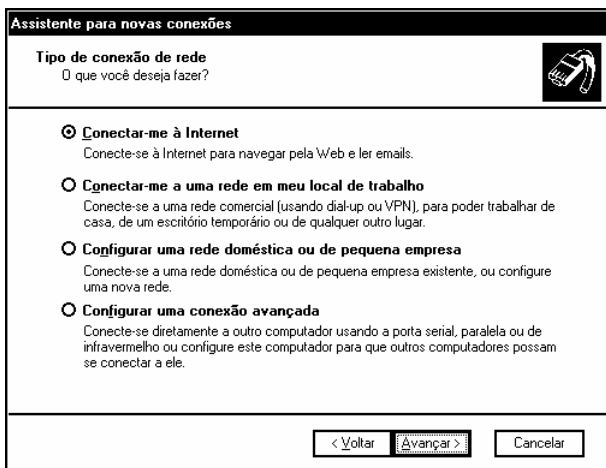 Assistente para novas conexões
Tipo de conexão de rede
O que você deseja fazer?
Conectar-me à Internet
Conecte-se à Internet para navegar pela Web e ler emails.
Conectar-me a uma rede em meu local de trabalho
Conecte-se a uma rede comercial (usando dial-up ou VPN), para poder trabalhar de
casa, de um escritório temporário ou de qualquer outro lugar.
Configurar uma rede doméstica ou de pequena empresa
Conecte-se a uma rede doméstica ou de pequena empresa existente, ou configure
uma nova rede.
Configurar uma conexão avançada
Conecte-se diretamente a outro computador usando a porta serial, paralela ou de
infravermelho ou configure este computador para que outros computadores possam
se conectar a ele.
< Voltar Avançar > Cancelar